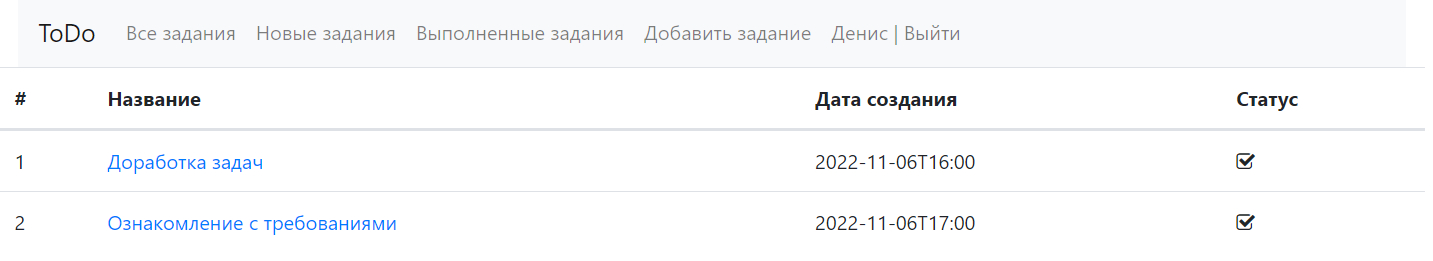 ToDo Все задания Новые задания Выполненные задания Добавить задание Денис | Выйти
# Название Дата создания Статус
1 Доработка задач 2022-11-06T16:00
2 Ознакомление с требованиями 2022-11-06T17:00